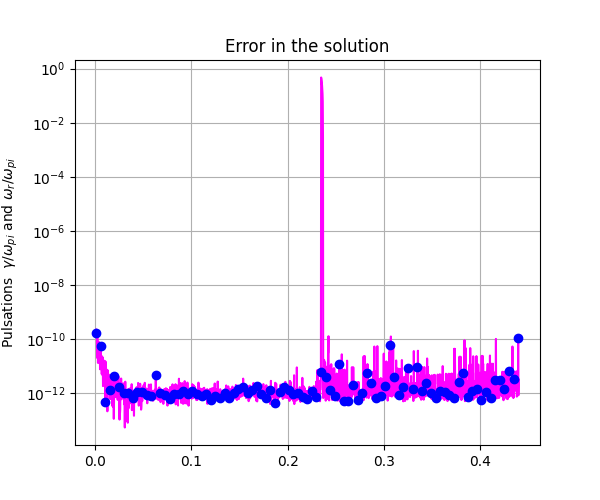 Error in the solution
Pulsations γ/ω_pi and ω_r/ω_pi
10^0
10^−2
10^−4
10^−6
10^−8
10^−10
10^−12
0.0 0.1 0.2 0.3 0.4